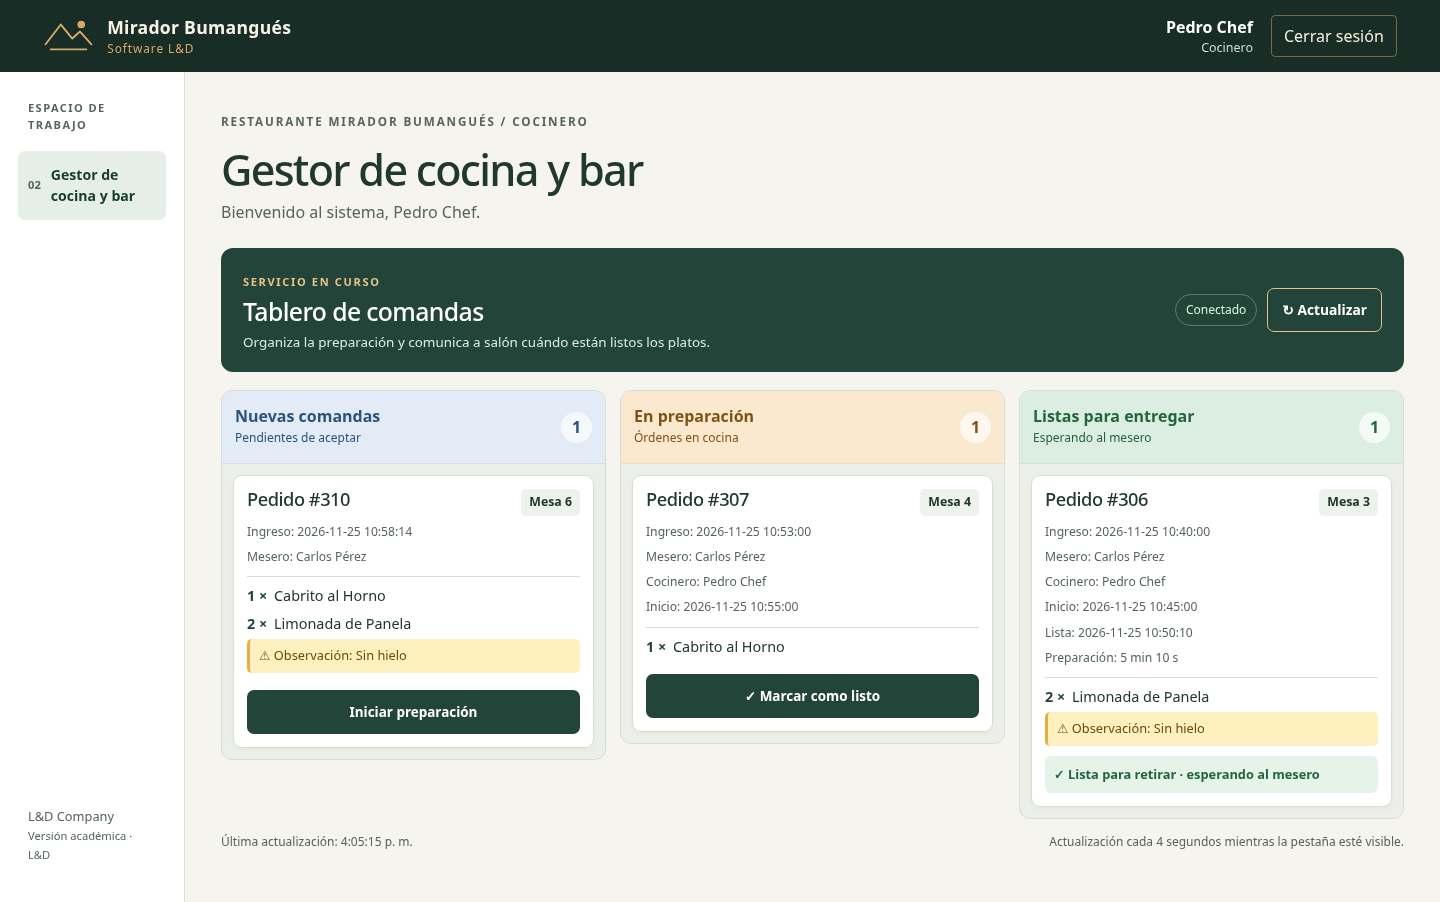 Mirador Bumangués
Software L&D
Pedro Chef
Cocinero
Cerrar sesión
ESPACIO DE
TRABAJO
02
Gestor de
cocina y bar
L&D Company
Versión académica ·
L&D
RESTAURANTE MIRADOR BUMANGUÉS / COCINERO
Gestor de cocina y bar
Bienvenido al sistema, Pedro Chef.
SERVICIO EN CURSO
Tablero de comandas
Organiza la preparación y comunica a salón cuándo están listos los platos.
Conectado
↻ Actualizar
Nuevas comandas
Pendientes de aceptar
1
Pedido #310
Mesa 6
Ingreso: 2026-11-25 10:58:14
Mesero: Carlos Pérez
1 × Cabrito al Horno
2 × Limonada de Panela
⚠ Observación: Sin hielo
Iniciar preparación
En preparación
Órdenes en cocina
1
Pedido #307
Mesa 4
Ingreso: 2026-11-25 10:53:00
Mesero: Carlos Pérez
Cocinero: Pedro Chef
Inicio: 2026-11-25 10:55:00
1 × Cabrito al Horno
✓ Marcar como listo
Listas para entregar
Esperando al mesero
1
Pedido #306
Mesa 3
Ingreso: 2026-11-25 10:40:00
Mesero: Carlos Pérez
Cocinero: Pedro Chef
Inicio: 2026-11-25 10:45:00
Lista: 2026-11-25 10:50:10
Preparación: 5 min 10 s
2 × Limonada de Panela
⚠ Observación: Sin hielo
✓ Lista para retirar · esperando al mesero
Última actualización: 4:05:15 p. m.
Actualización cada 4 segundos mientras la pestaña esté visible.